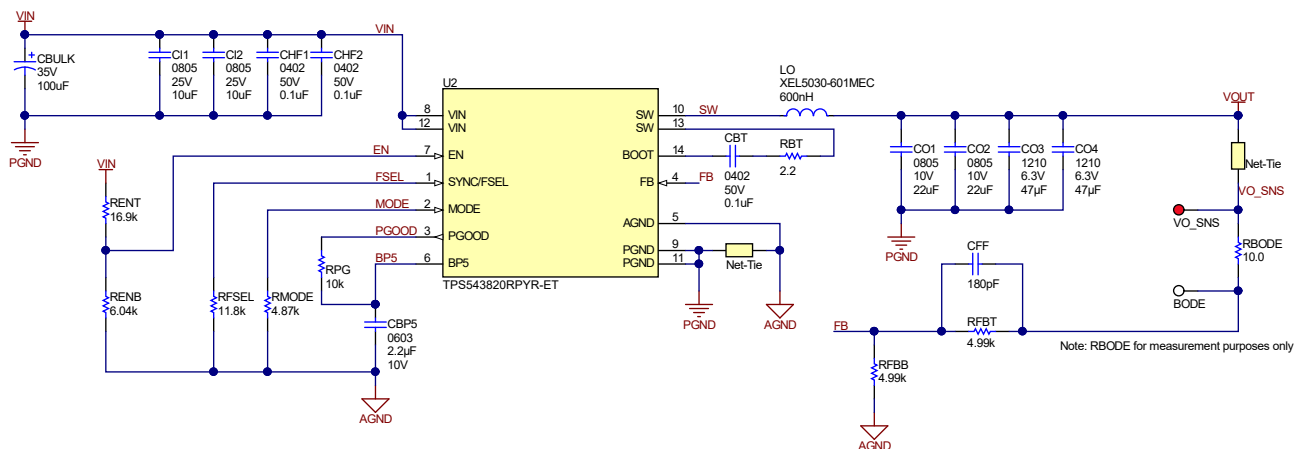 VIN
CBULK
35V
100uF
+
CI1
0805
25V
10uF
CI2
0805
25V
10uF
CHF1
0402
50V
0.1uF
CHF2
0402
50V
0.1uF
VIN
PGND
U2
8 VIN
12 VIN
7 EN
1 SYNC/FSEL
2 MODE
3 PGOOD
6 BP5
SW 10
SW 13
BOOT 14
FB 4
AGND 5
PGND 9
PGND 11
TPS543820RPYR-ET
VIN
EN
FSEL
MODE
PGOOD
BP5
RENT
16.9k
RENB
6.04k
RFSEL
11.8k
RMODE
4.87k
RPG
10k
CBP5
0603
2.2µF
10V
AGND
SW
LO
XEL5030-601MEC
600nH
CBT
0402
50V
0.1uF
RBT
2.2
FB
Net-Tie
PGND
AGND
VOUT
CO1
0805
10V
22uF
CO2
0805
10V
22uF
CO3
1210
6.3V
47µF
CO4
1210
6.3V
47µF
PGND
Net-Tie
VO_SNS
VO_SNS
RBODE
10.0
BODE
CFF
180pF
FB
RFBT
4.99k
RFBB
4.99k
AGND
Note: RBODE for measurement purposes only